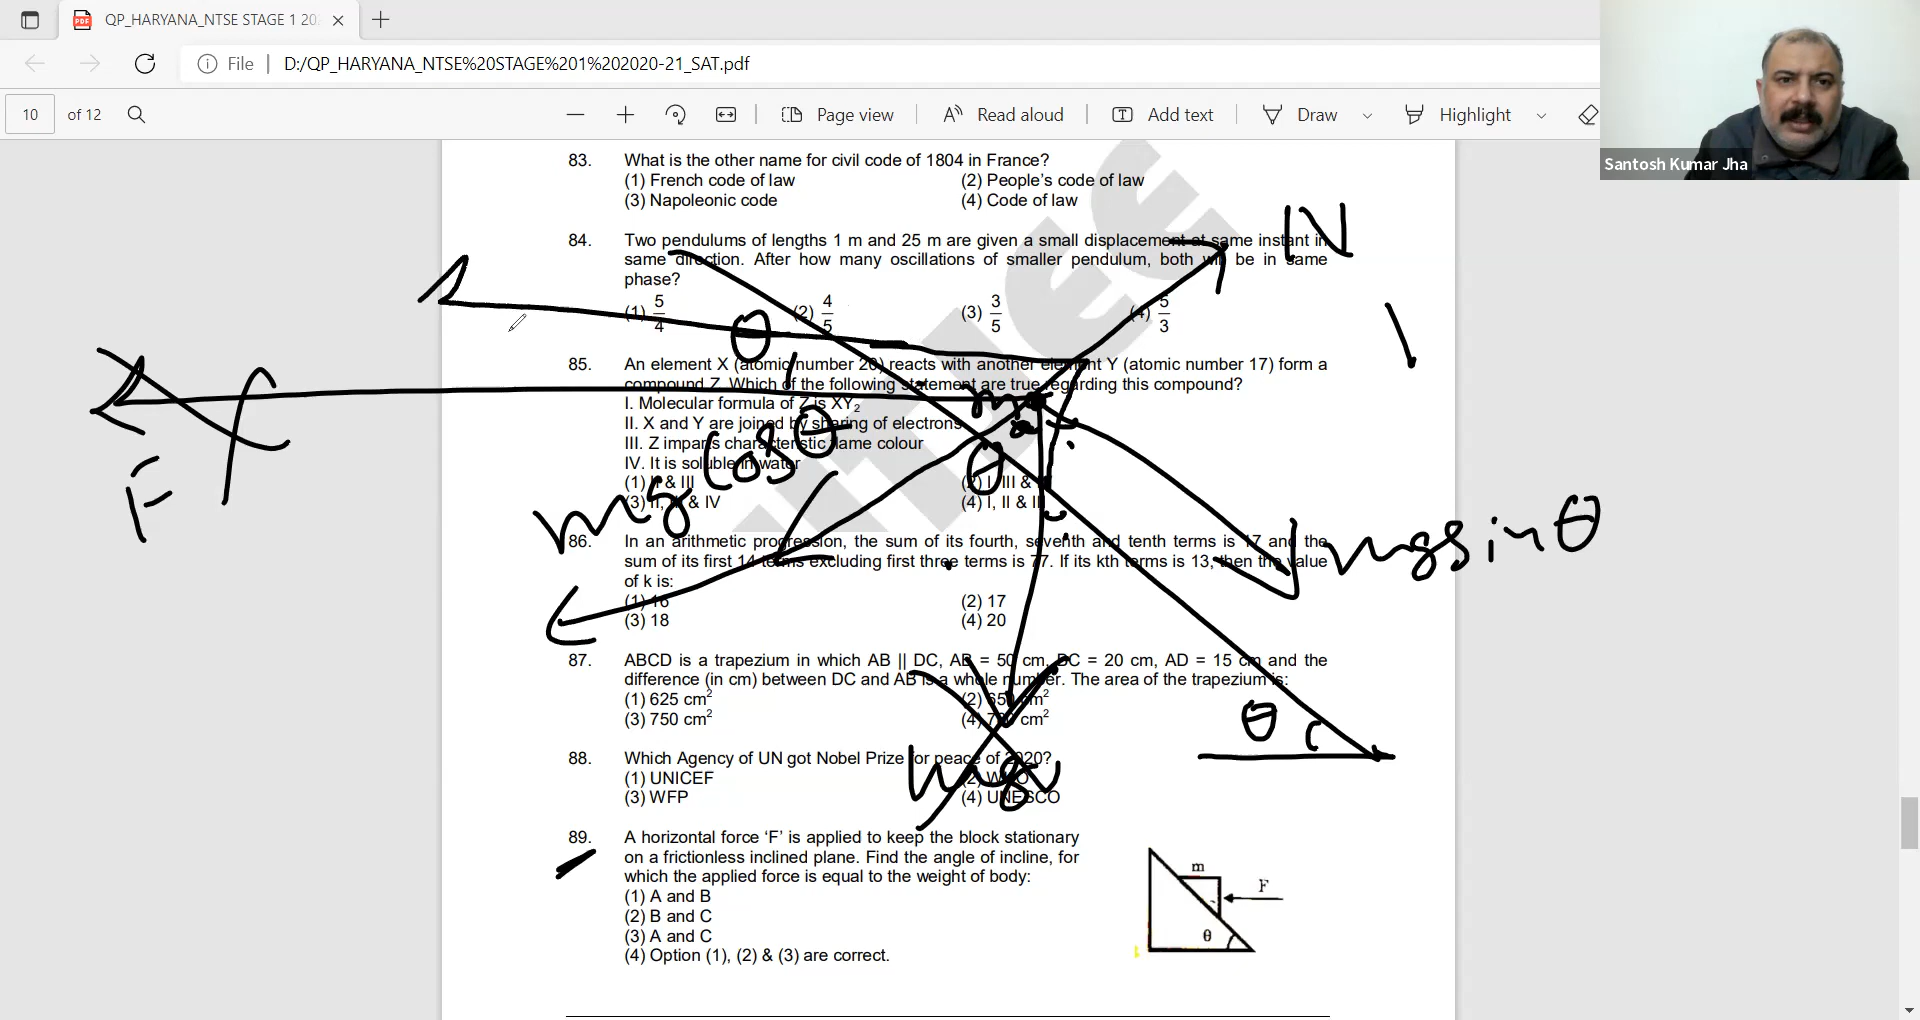 QP_HARYANA_NTSE STAGE 1 20
File D:/QP_HARYANA_NTSE%20STAGE%201%202020-21_SAT.pdf
10 of 12 Page view Read aloud Add text Draw Highlight
Santosh Kumar Jha
83. What is the other name for civil code of 1804 in France?
(1) French code of law (2) People's code of law
(3) Napoleonic code (4) Code of law
N
84. Two pendulums of lengths 1 m and 25 m are given a small displacement at same instant in
same direction. After how many oscillations of smaller pendulum, both will be in same
phase?
(1) 5/4 (2) 4/5 (3) 3/5 (4) 5/3
θ
85. An element X (atomic number 20) reacts with another element Y (atomic number 17) form a
compound Z. Which of the following statement are true regarding this compound?
I. Molecular formula of Z is XY₂
II. X and Y are joined by sharing of electrons
III. Z imparts characteristic flame colour
IV. It is soluble in water
(1) II & III (2) I, III &
(3) II, & IV (4) I, II & III
F
θ
mg cosθ
mg sinθ
86. In an arithmetic progression, the sum of its fourth, seventh and tenth terms is 17 and the
sum of its first 14 terms excluding first three terms is 77. If its kth terms is 13, then the value
of k is:
(1) 16 (2) 17
(3) 18 (4) 20
87. ABCD is a trapezium in which AB || DC, AB = 50 cm, DC = 20 cm, AD = 15 cm and the
difference (in cm) between DC and AB is a whole number. The area of the trapezium is:
(1) 625 cm² (2) 650 cm²
(3) 750 cm² (4) cm²
θ
88. Which Agency of UN got Nobel Prize for peace of 2020?
(1) UNICEF (2) WHO
(3) WFP (4) UNESCO
mg
89. A horizontal force 'F' is applied to keep the block stationary
on a frictionless inclined plane. Find the angle of incline, for
which the applied force is equal to the weight of body:
(1) A and B
(2) B and C
(3) A and C
(4) Option (1), (2) & (3) are correct.
m
F
θ